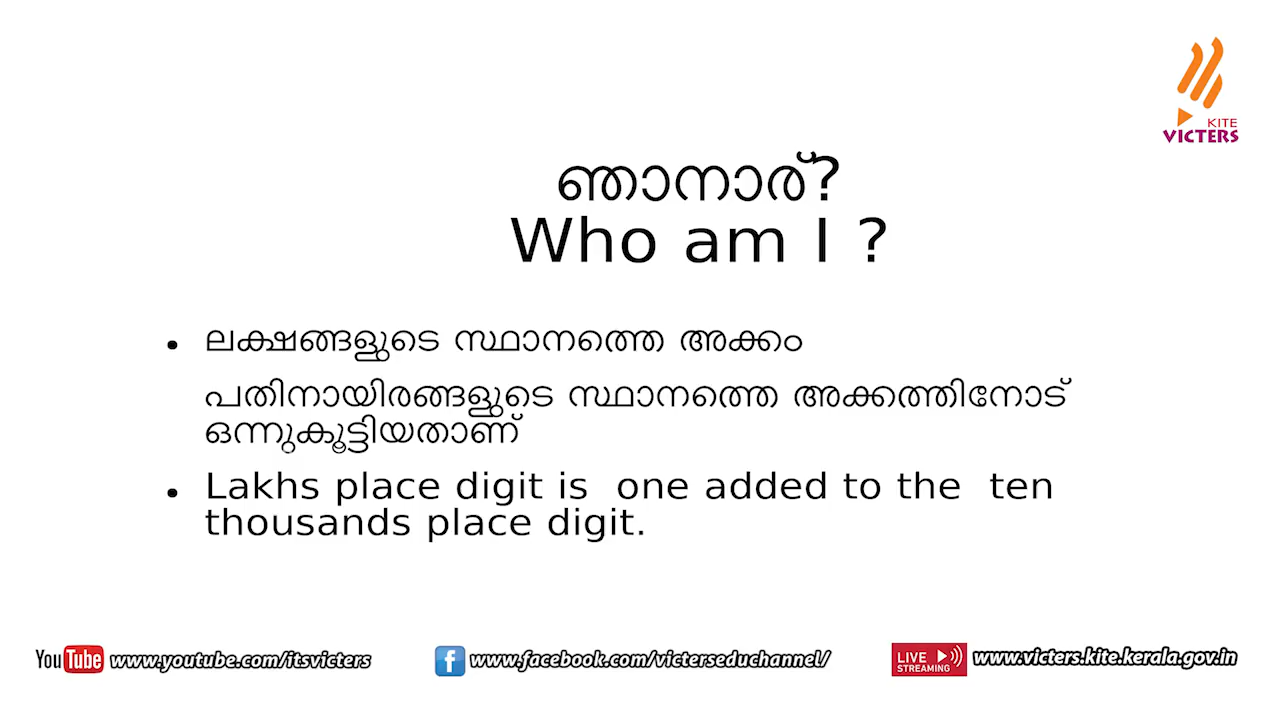 KITE
VICTERS
ഞാനാര്?
Who am I ?
• ലക്ഷങ്ങളുടെ സ്ഥാനത്തെ അക്കം
പതിനായിരങ്ങളുടെ സ്ഥാനത്തെ അക്കത്തിനോട്
ഒന്നുകൂട്ടിയതാണ്
• Lakhs place digit is one added to the ten
thousands place digit.
YouTube www.youtube.com/itsvicters
f www.facebook.com/victerseduchannel/
LIVE STREAMING www.victers.kite.kerala.gov.in